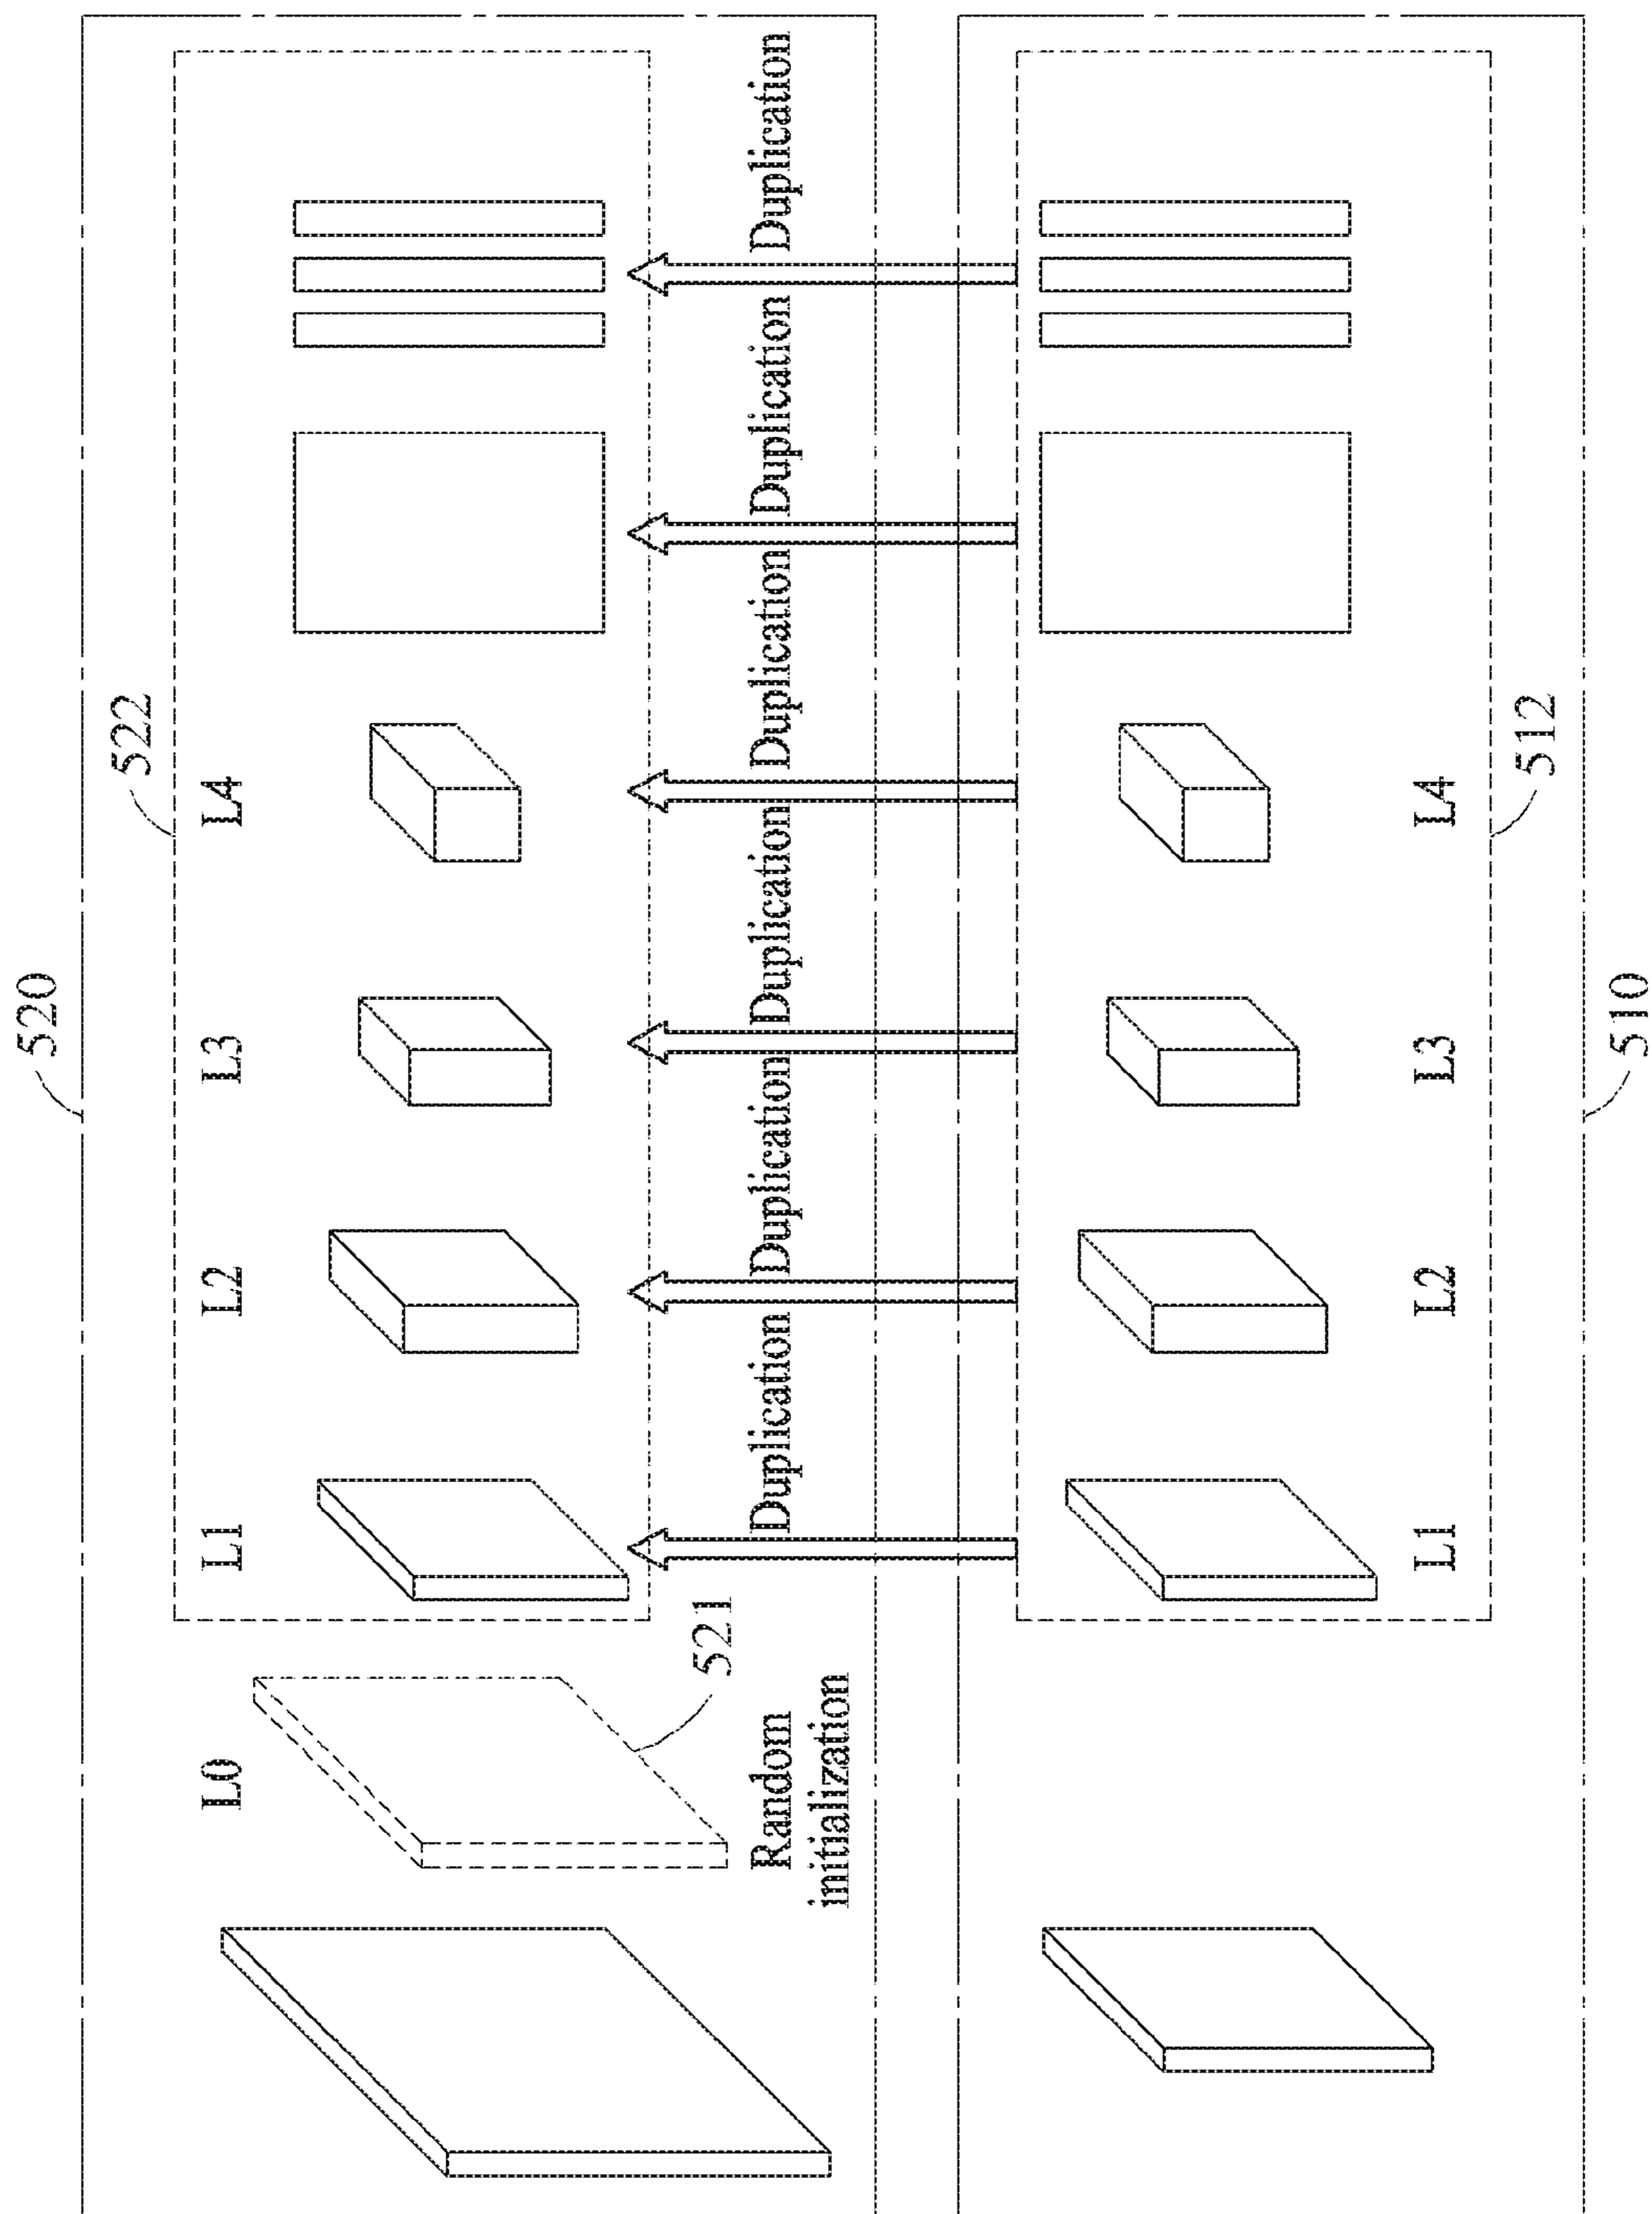 520
522
L0
L1
L2
L3
L4
521
Random
initialization
Duplication
Duplication
Duplication
Duplication
Duplication
Duplication
L1
L2
L3
L4
512
510